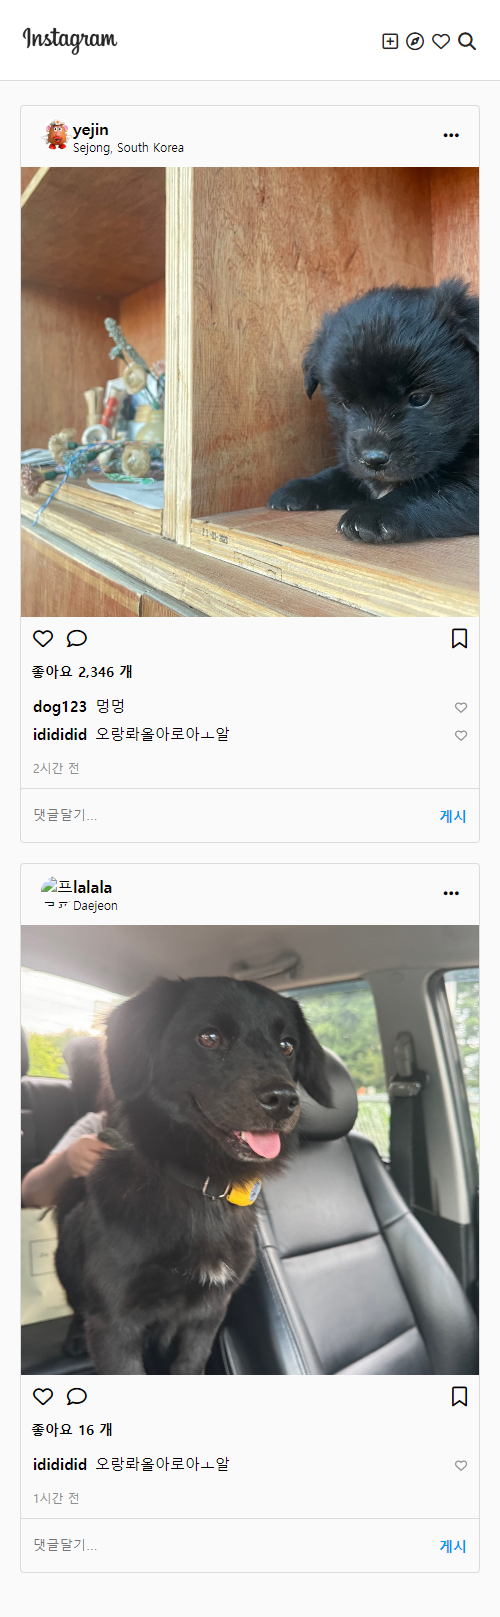 Instagram
yejin
Sejong, South Korea
좋아요 2,346 개
dog123 멍멍
idididid 오랑롸올아로아ㅗ알
2시간 전
댓글달기...
게시
프lalala
Daejeon
좋아요 16 개
idididid 오랑롸올아로아ㅗ알
1시간 전
댓글달기...
게시